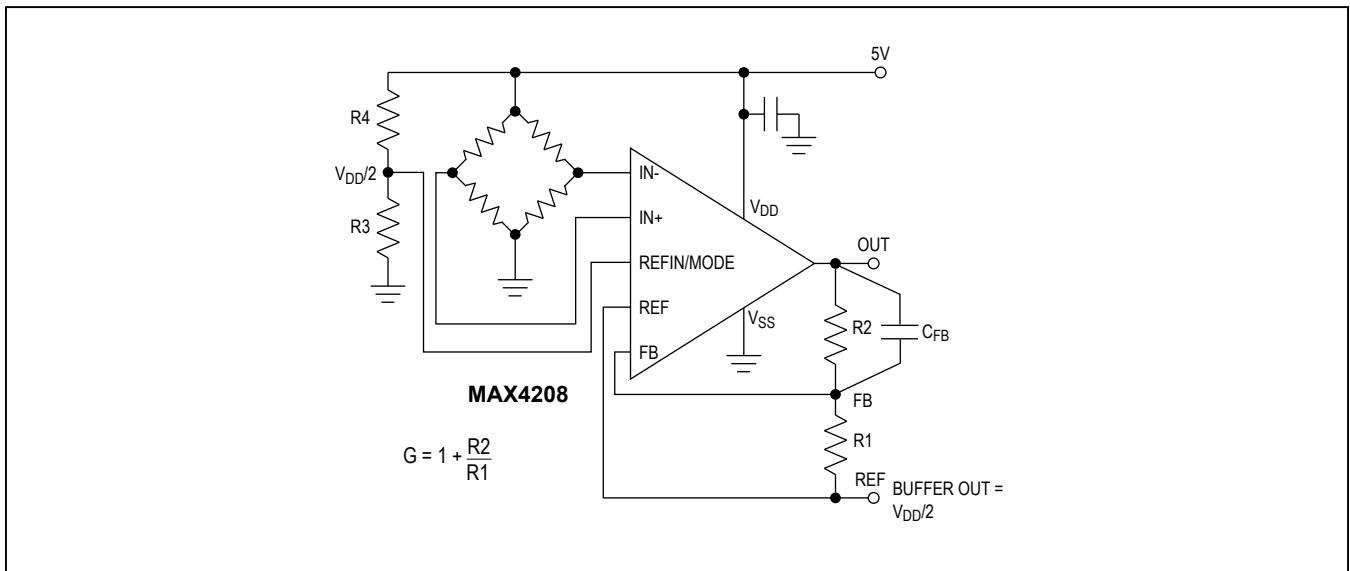 5V
R4
V_DD/2
R3
IN-
IN+
REFIN/MODE
REF
FB
V_DD
V_SS
OUT
R2
C_FB
FB
R1
REF
BUFFER OUT =
V_DD/2
MAX4208
G = 1 + R2/R1